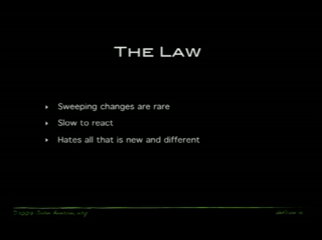 THE LAW
Sweeping changes are rare
Slow to react
Hates all that is new and different